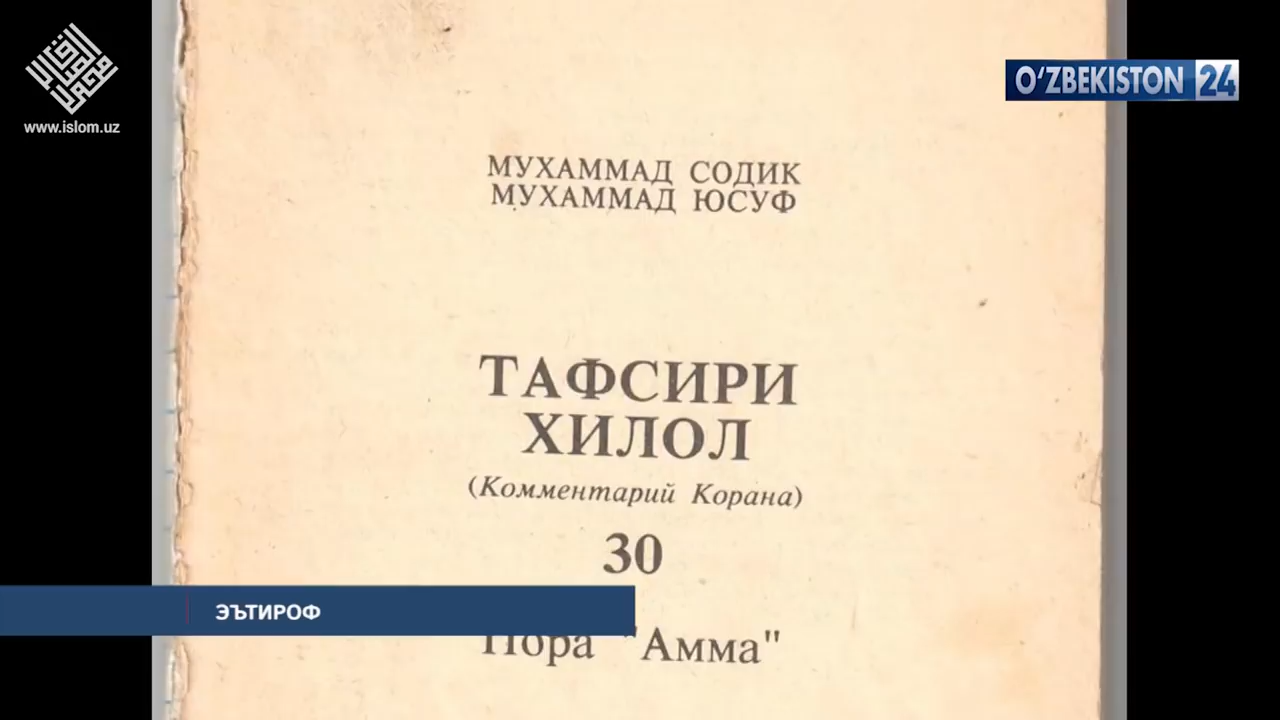 www.islom.uz
O‘ZBEKISTON 24
МУХАММАД СОДИК
МУХАММАД ЮСУФ
ТАФСИРИ
ХИЛОЛ
(Комментарий Корана)
30
ЭЪТИРОФ
Пора "Амма"